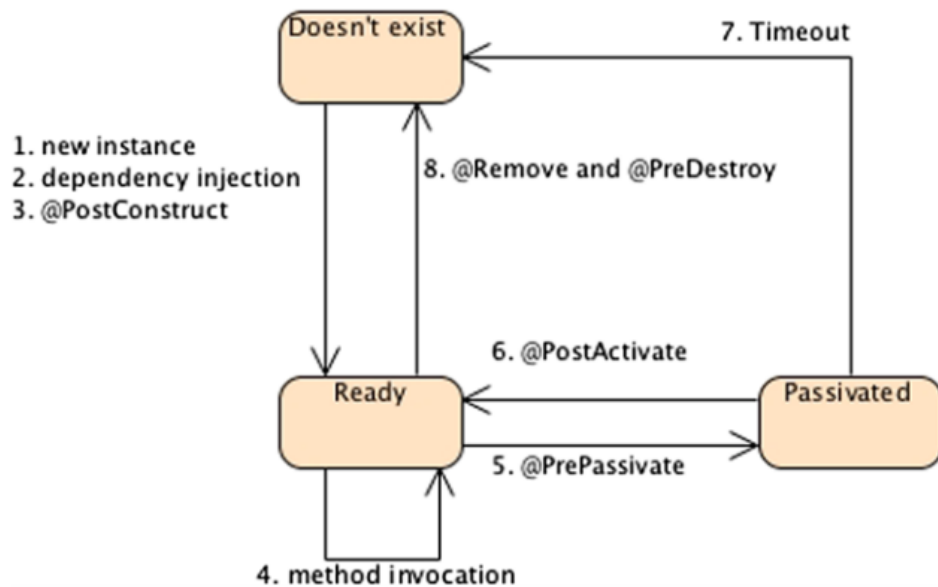 Doesn't exist
7. Timeout
1. new instance
2. dependency injection
3. @PostConstruct
8. @Remove and @PreDestroy
6. @PostActivate
Ready
Passivated
5. @PrePassivate
4. method invocation